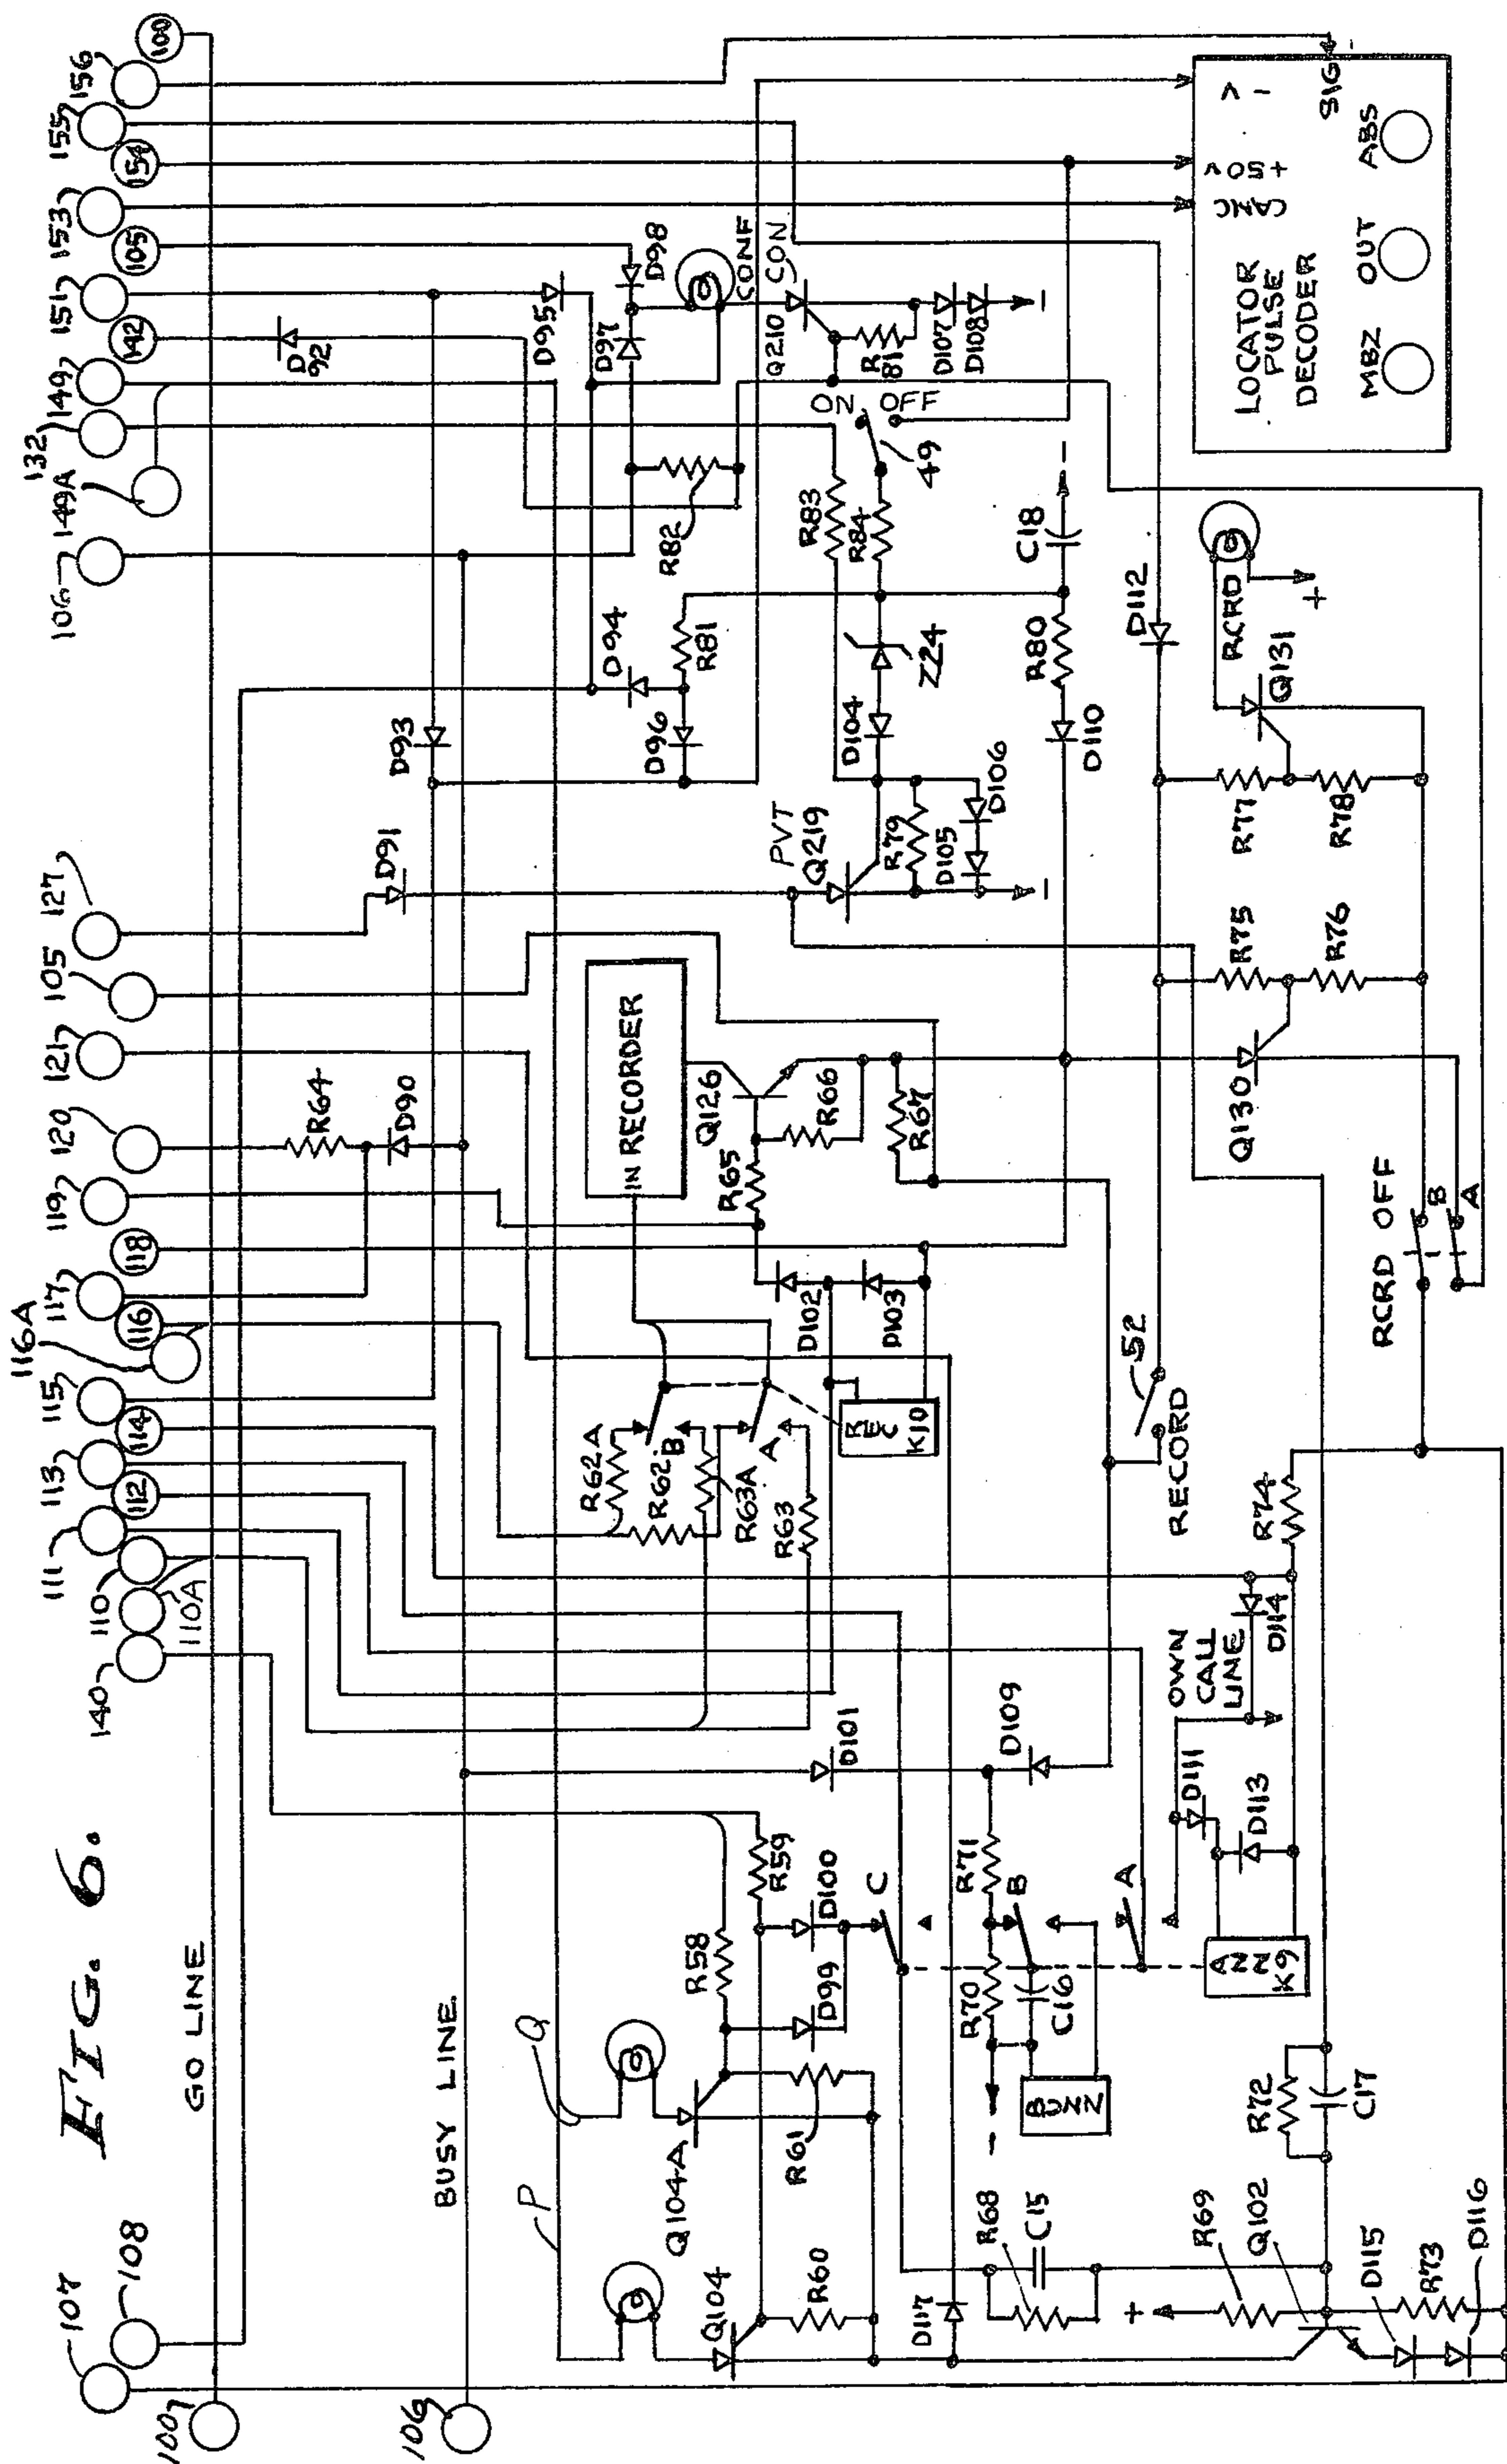 FIG. 6.
107
108
100
GO LINE
106
BUSY LINE
140
110
110A
111
112
113
114
115
116A
116
117
118
119
120
121
105
127
106
149A
132
149
142
151
105
153
154
155
156
100
R64
D90
D91
D93
D94
D92
D95
D96
D97
D98
CONF
R81
R82
P
Q
Q104A
Q104
R58
R59
R60
R61
D99
D100
C
D101
D109
R62A
R62
B
R63A
A
R63
REC
K10
D102
D103
IN RECORDER
R65
Q126
R66
R67
PVT
Q219
R79
D105
D106
D104
Z24
R83
R84
49
ON
OFF
Q210
CON
R81
D107
D108
–
–
R80
C18
–
D110
D112
D117
R68
C15
R70
R71
B
C16
BUNN
–
A
ANN
K9
OWN
CALL
LINE
D111
D113
D114
R74
RECORD
52
R72
C17
+
R69
Q102
D115
R73
D116
RCRD OFF
B
A
Q130
R75
R76
R77
R78
Q131
RCRD
+
LOCATOR
PULSE
DECODER
CANC
+50V
– V
SIG
MBZ
OUT
ABS